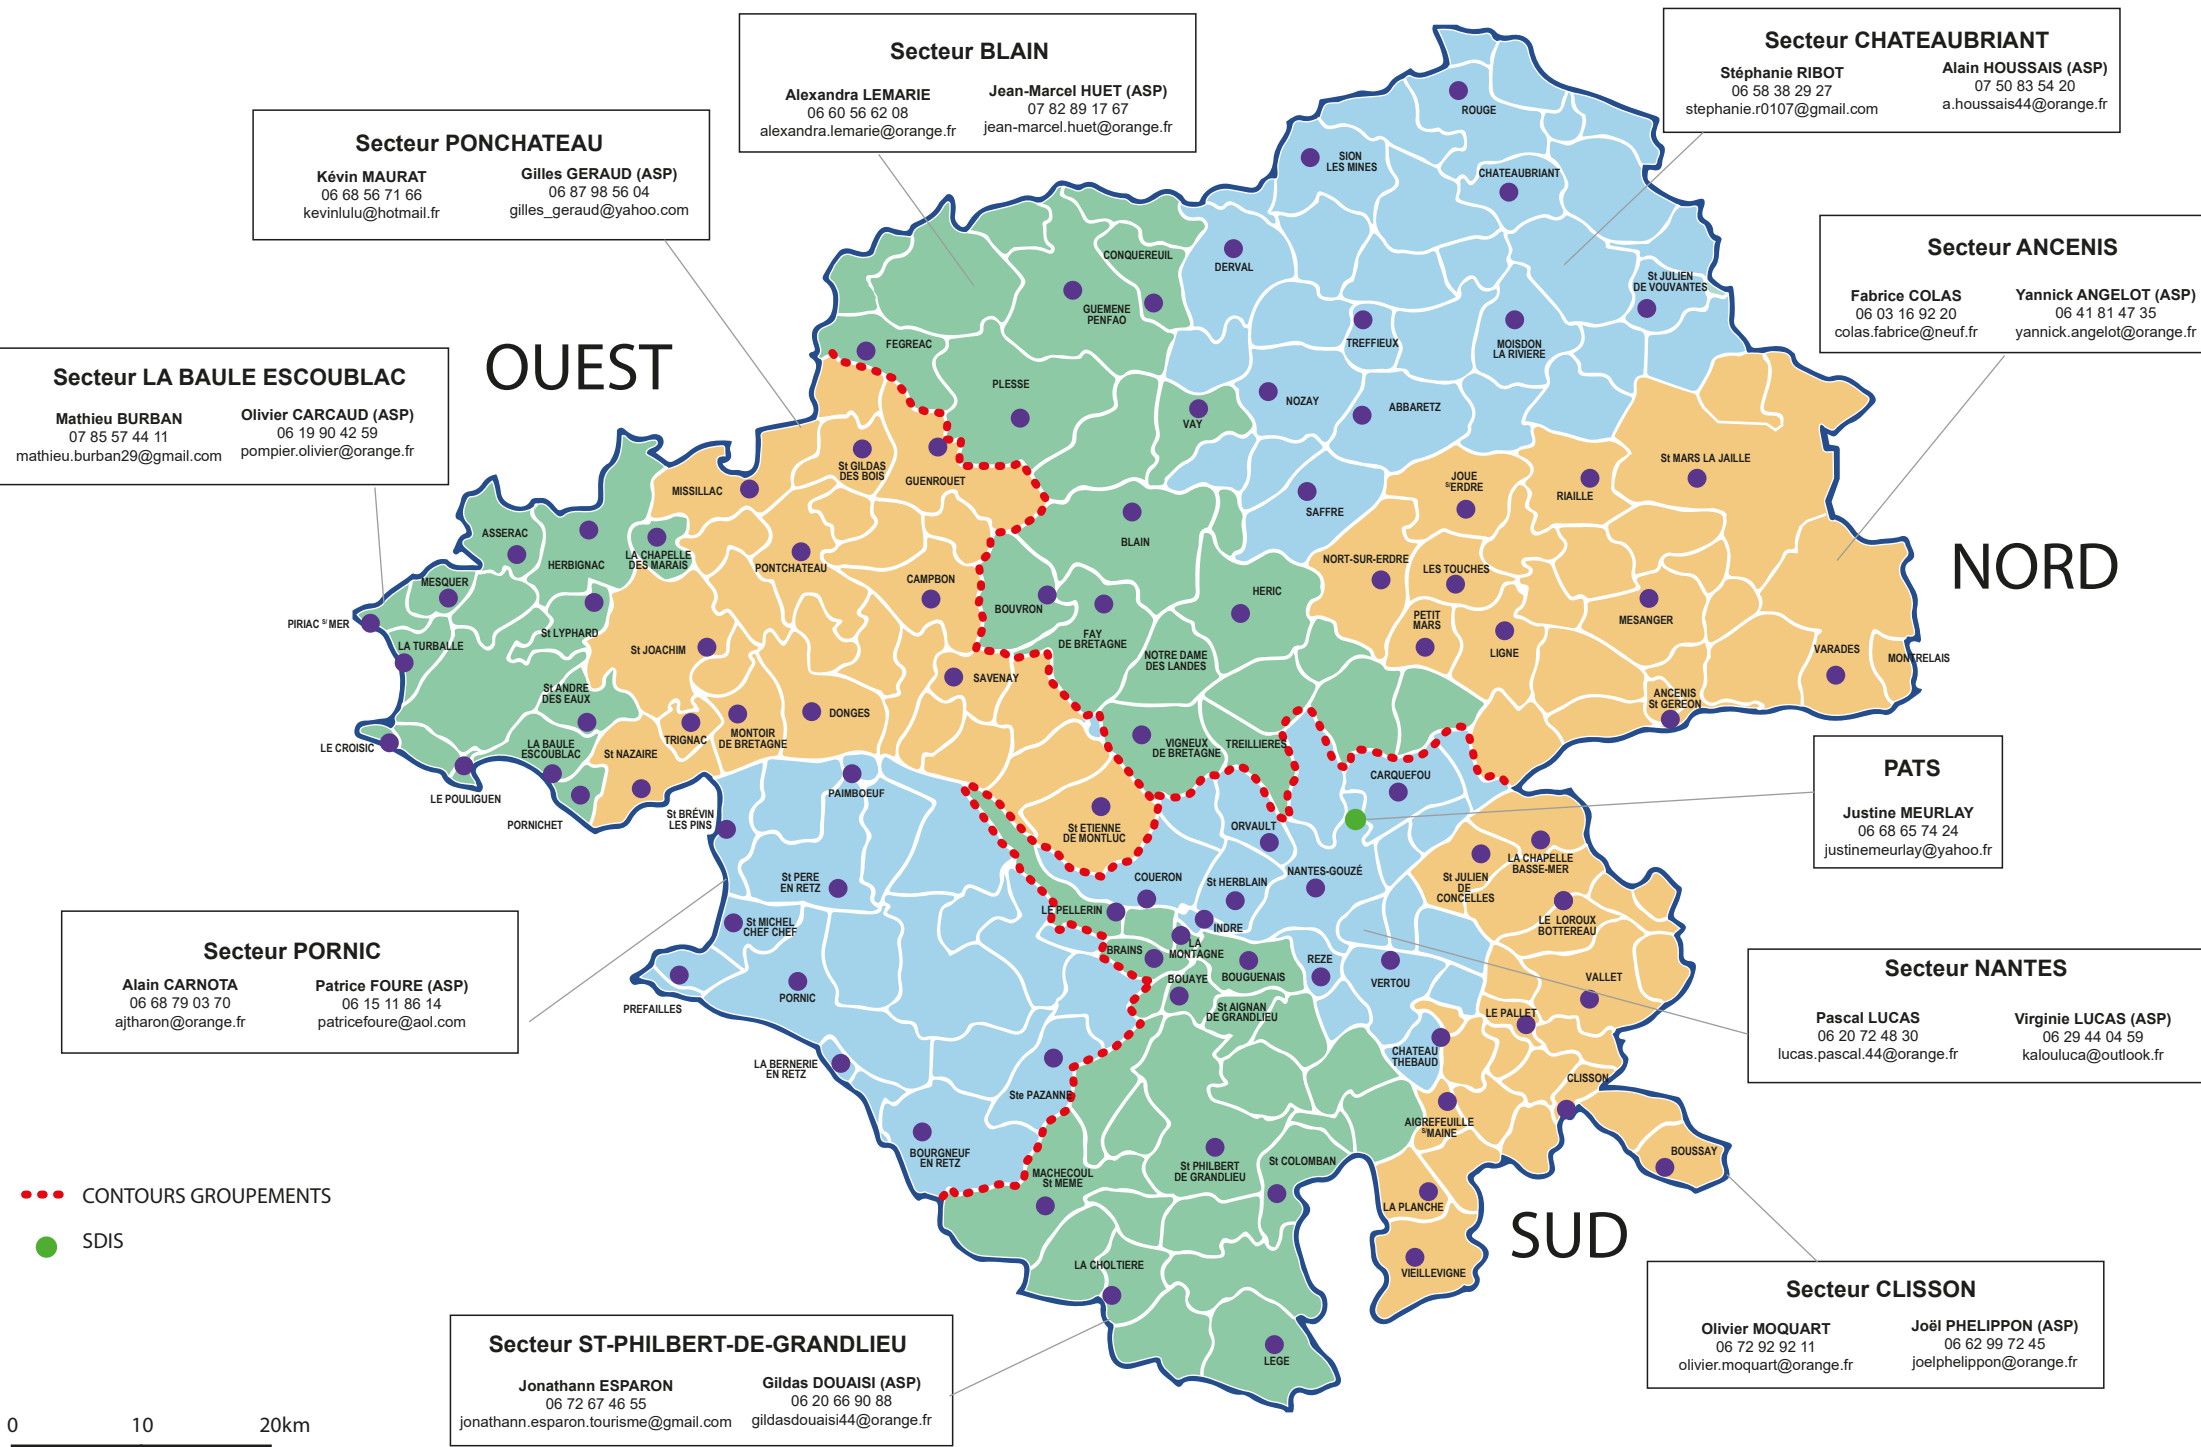 Secteur BLAIN
Alexandra LEMARIE
06 60 56 62 08
alexandra.lemarie@orange.fr
Jean-Marcel HUET (ASP)
07 82 89 17 67
jean-marcel.huet@orange.fr
Secteur CHATEAUBRIANT
Stéphanie RIBOT
06 58 38 29 27
stephanie.r0107@gmail.com
Alain HOUSSAIS (ASP)
07 50 83 54 20
a.houssais44@orange.fr
Secteur PONCHATEAU
Kévin MAURAT
06 68 56 71 66
kevinlulu@hotmail.fr
Gilles GERAUD (ASP)
06 87 98 56 04
gilles_geraud@yahoo.com
Secteur ANCENIS
Fabrice COLAS
06 03 16 92 20
colas.fabrice@neuf.fr
Yannick ANGELOT (ASP)
06 41 81 47 35
yannick.angelot@orange.fr
Secteur LA BAULE ESCOUBLAC
Mathieu BURBAN
07 85 57 44 11
mathieu.burban29@gmail.com
Olivier CARCAUD (ASP)
06 19 90 42 59
pompier.olivier@orange.fr
OUEST
NORD
SUD
ROUGE
SION
LES MINES
CHATEAUBRIANT
CONQUEREUIL
DERVAL
St JULIEN
DE VOUVANTES
GUEMENE
PENFAO
FEGREAC
TREFFIEUX
MOISDON
LA RIVIERE
PLESSE
NOZAY
ABBARETZ
VAY
St GILDAS
DES BOIS
GUENROUET
MISSILLAC
St MARS LA JAILLE
JOUE
S/ERDRE
RIAILLE
SAFFRE
ASSERAC
HERBIGNAC
LA CHAPELLE
DES MARAIS
PONTCHATEAU
BLAIN
NORT-SUR-ERDRE
LES TOUCHES
MESQUER
CAMPBON
BOUVRON
HERIC
PIRIAC S/ MER
St LYPHARD
FAY
DE BRETAGNE
PETIT
MARS
LIGNE
MESANGER
LA TURBALLE
St JOACHIM
NOTRE DAME
DES LANDES
VARADES
MONTRELAIS
SAVENAY
St ANDRE
DES EAUX
ANCENIS
St GEREON
DONGES
TRIGNAC
MONTOIR
DE BRETAGNE
LE CROISIC
LA BAULE
ESCOUBLAC
St NAZAIRE
VIGNEUX
DE BRETAGNE
TREILLIERES
CARQUEFOU
LE POULIGUEN
PORNICHET
PAIMBOEUF
St BRÉVIN
LES PINS
St ETIENNE
DE MONTLUC
ORVAULT
PATS
Justine MEURLAY
06 68 65 74 24
justinemeurlay@yahoo.fr
St PERE
EN RETZ
COUERON
St HERBLAIN
NANTES-GOUZÉ
St JULIEN
DE
CONCELLES
LA CHAPELLE
BASSE-MER
St MICHEL
CHEF CHEF
LE PELLERIN
INDRE
LE LOROUX
BOTTEREAU
BRAINS
LA
MONTAGNE
BOUAYE
BOUGUENAIS
REZE
VERTOU
VALLET
PREFAILLES
PORNIC
St AIGNAN
DE GRANDLIEU
LE PALLET
Secteur PORNIC
Alain CARNOTA
06 68 79 03 70
ajtharon@orange.fr
Patrice FOURE (ASP)
06 15 11 86 14
patricefoure@aol.com
Secteur NANTES
Pascal LUCAS
06 20 72 48 30
lucas.pascal.44@orange.fr
Virginie LUCAS (ASP)
06 29 44 04 59
kalouluca@outlook.fr
LA BERNERIE
EN RETZ
Ste PAZANNE
CHATEAU
THEBAUD
CLISSON
AIGREFEUILLE
S/MAINE
BOURGNEUF
EN RETZ
MACHECOUL
St MEME
St PHILBERT
DE GRANDLIEU
St COLOMBAN
BOUSSAY
LA PLANCHE
VIEILLEVIGNE
LA CHOLTIERE
LEGE
CONTOURS GROUPEMENTS
SDIS
Secteur CLISSON
Olivier MOQUART
06 72 92 92 11
olivier.moquart@orange.fr
Joël PHELIPPON (ASP)
06 62 99 72 45
joelphelippon@orange.fr
Secteur ST-PHILBERT-DE-GRANDLIEU
Jonathann ESPARON
06 72 67 46 55
jonathann.esparon.tourisme@gmail.com
Gildas DOUAISI (ASP)
06 20 66 90 88
gildasdouaisi44@orange.fr
0 10 20km